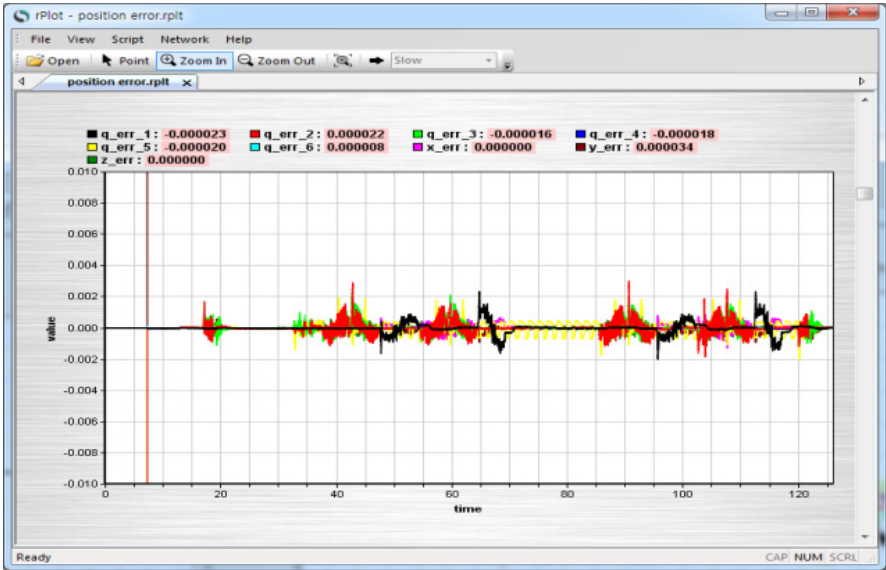 rPlot - position error.rplt
File View Script Network Help
Open Point Zoom In Zoom Out Slow
position error.rplt x
q_err_1 : -0.000023 q_err_2 : 0.000022 q_err_3 : -0.000016 q_err_4 : -0.000018
q_err_5 : -0.000020 q_err_6 : 0.000008 x_err : 0.000000 y_err : 0.000034
z_err : 0.000000
0.010
0.008
0.006
0.004
0.002
0.000
-0.002
-0.004
-0.006
-0.008
-0.010
value
0 20 40 60 80 100 120
time
Ready CAP NUM SCRL